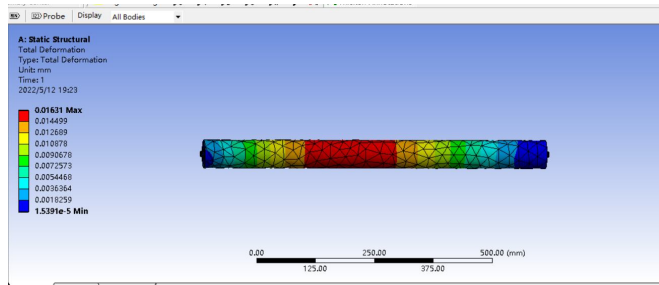 Probe Display All Bodies
A: Static Structural
Total Deformation
Type: Total Deformation
Unit: mm
Time: 1
2022/5/12 19:23
0.01631 Max
0.014499
0.012689
0.010878
0.0090678
0.0072573
0.0054468
0.0036364
0.0018259
1.5391e-5 Min
0.00 250.00 500.00 (mm)
125.00 375.00